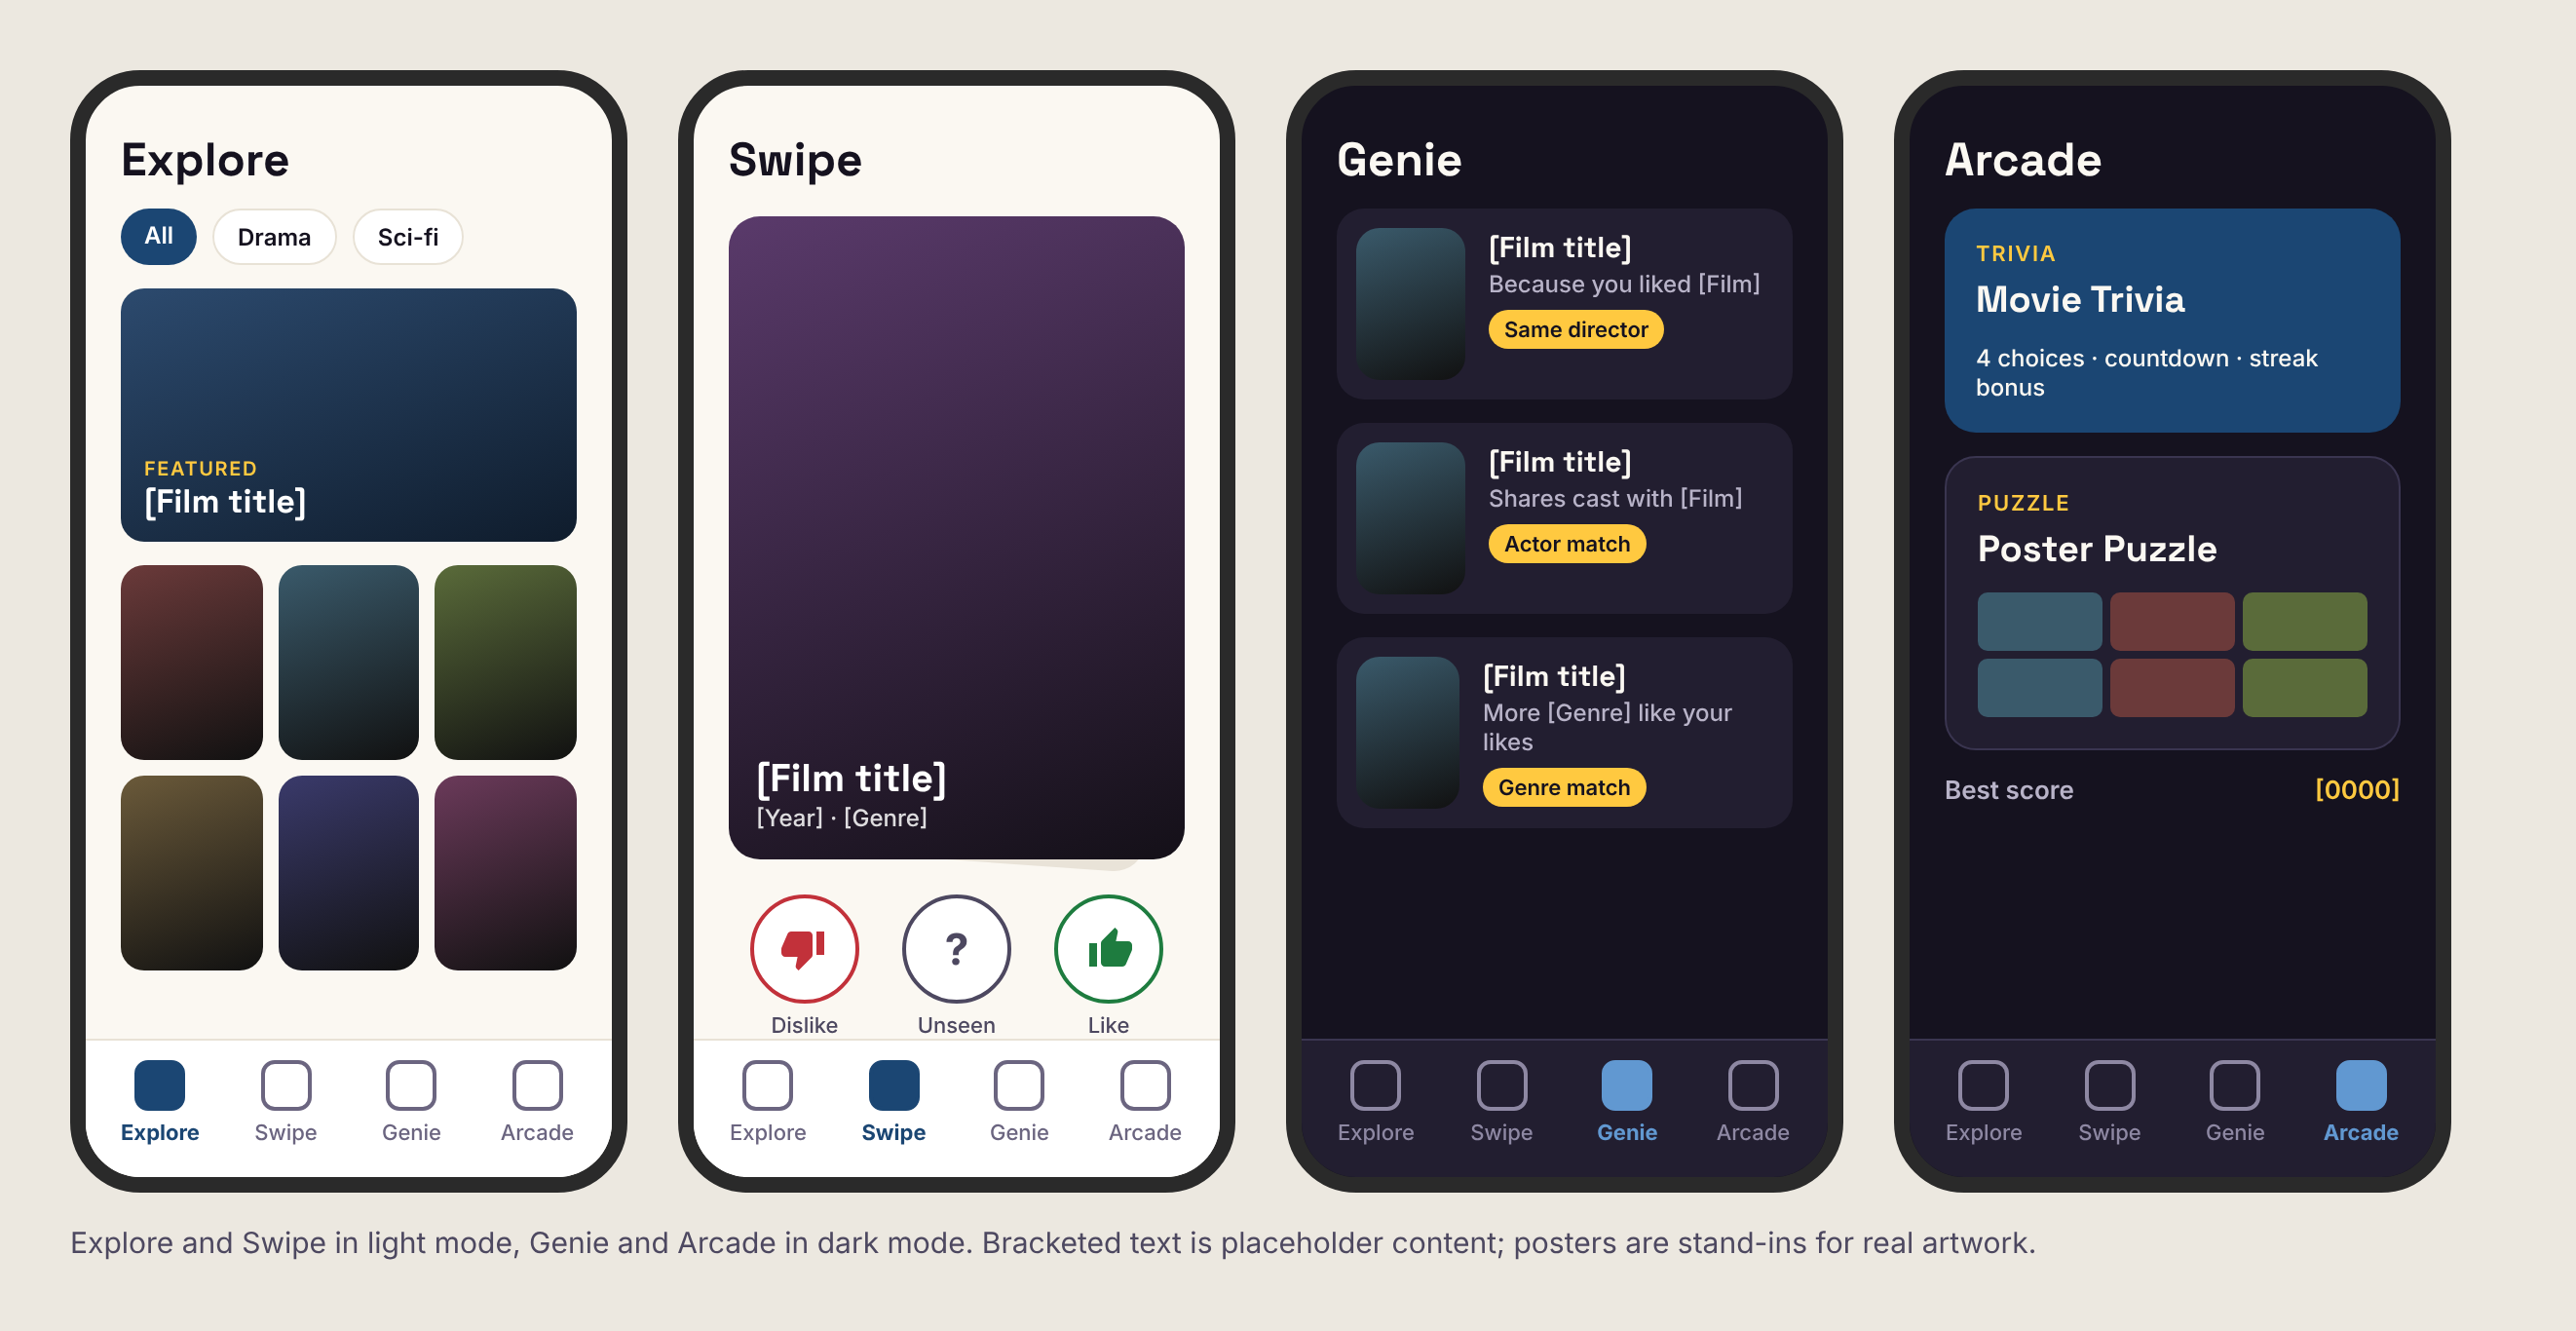 Explore
All
Drama
Sci-fi
FEATURED
[Film title]
Explore
Swipe
Genie
Arcade
Swipe
[Film title]
[Year] · [Genre]
?
Dislike
Unseen
Like
Explore
Swipe
Genie
Arcade
Genie
[Film title]
Because you liked [Film]
Same director
[Film title]
Shares cast with [Film]
Actor match
[Film title]
More [Genre] like your
likes
Genre match
Explore
Swipe
Genie
Arcade
Arcade
TRIVIA
Movie Trivia
4 choices · countdown · streak
bonus
PUZZLE
Poster Puzzle
Best score
[0000]
Explore
Swipe
Genie
Arcade
Explore and Swipe in light mode, Genie and Arcade in dark mode. Bracketed text is placeholder content; posters are stand-ins for real artwork.